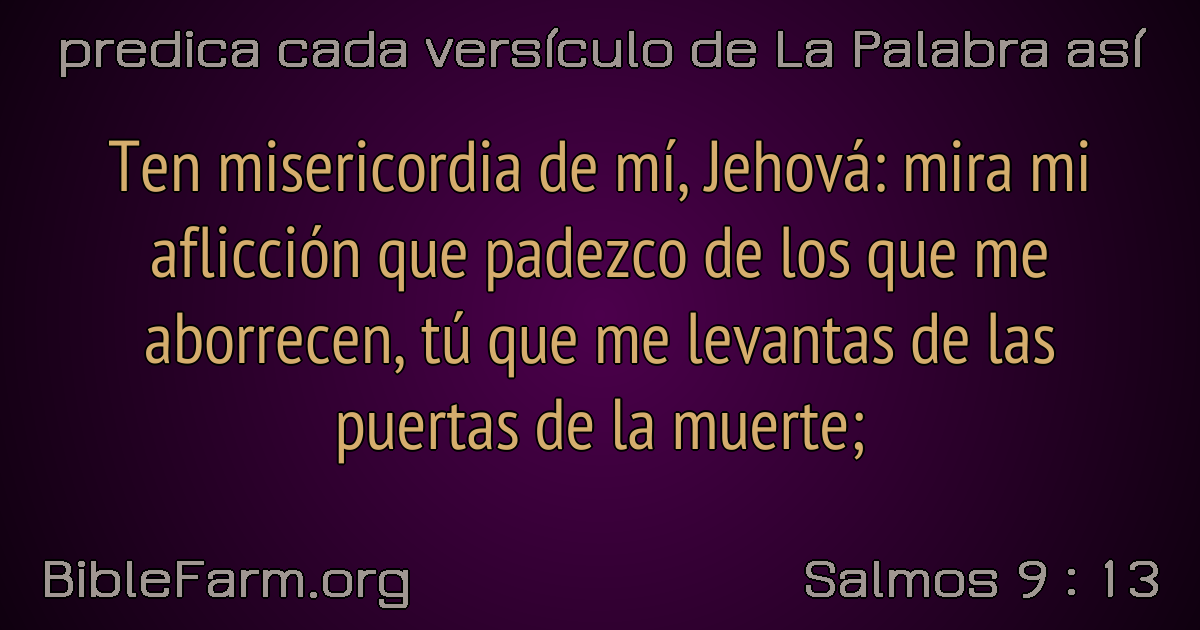 predica cada versículo de La Palabra así
Ten misericordia de mí, Jehová: mira mi
aflicción que padezco de los que me
aborrecen, tú que me levantas de las
puertas de la muerte;
BibleFarm.org
Salmos 9 : 13